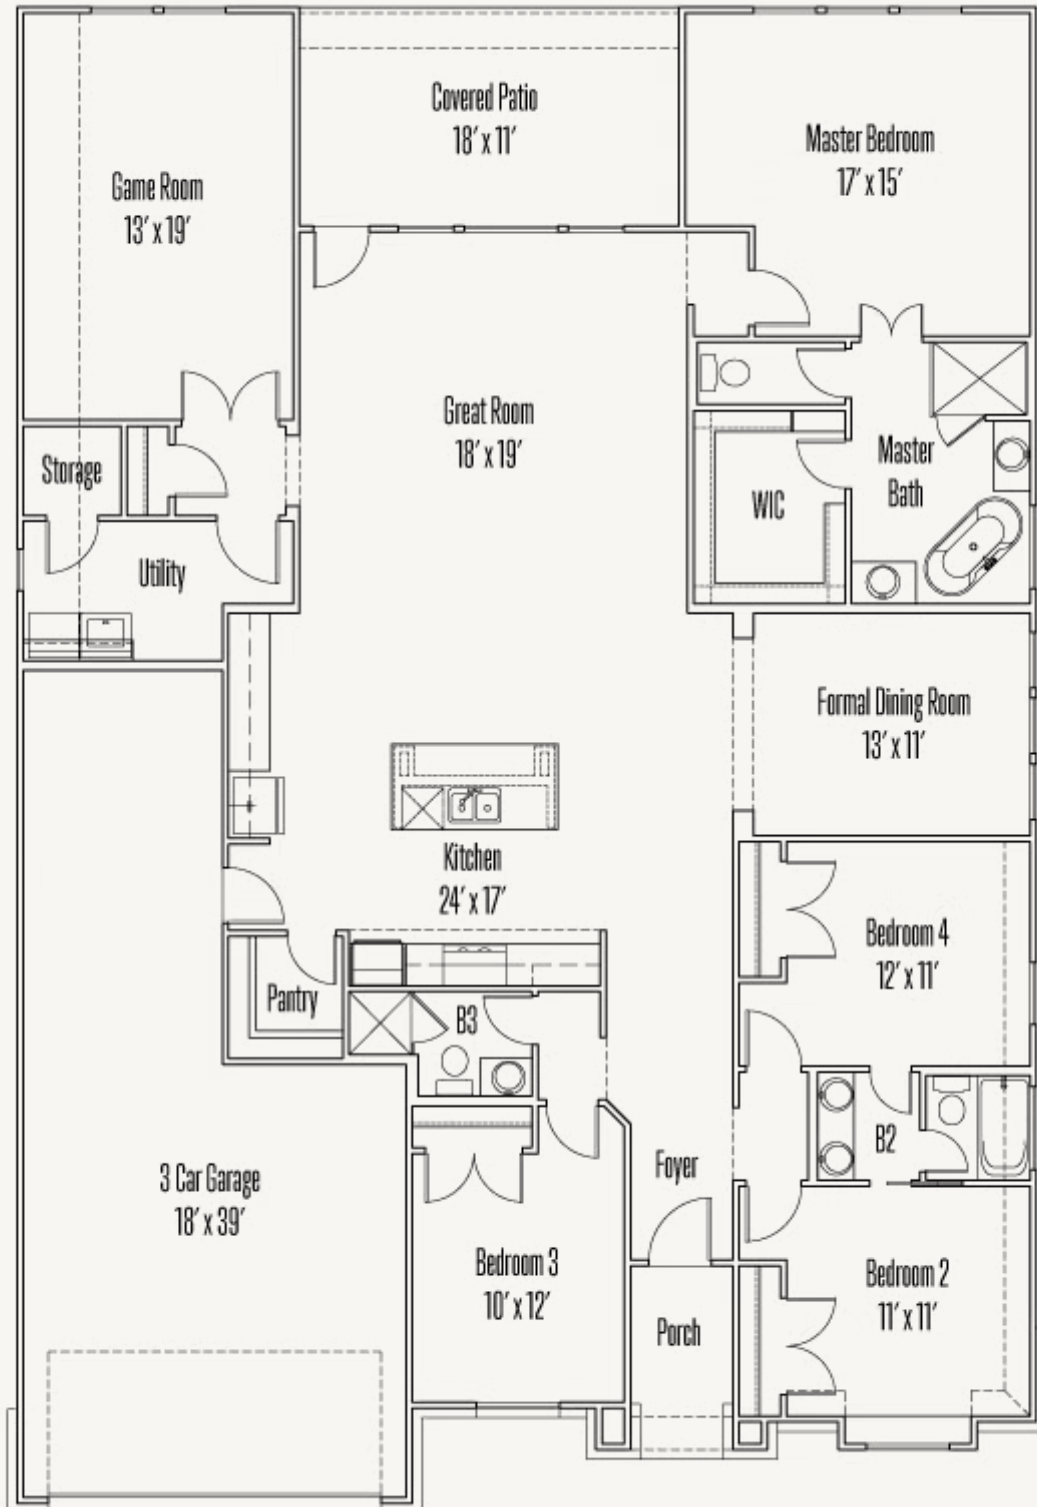 Covered Patio
18' x 11'
Master Bedroom
17' x 15'
Game Room
13' x 19'
Great Room
18' x 19'
Storage
Master
Bath
WIC
Utility
Formal Dining Room
13' x 11'
Kitchen
24' x 17'
Bedroom 4
12' x 11'
Pantry
B3
B2
3 Car Garage
18' x 39'
Foyer
Bedroom 3
10' x 12'
Bedroom 2
11' x 11'
Porch